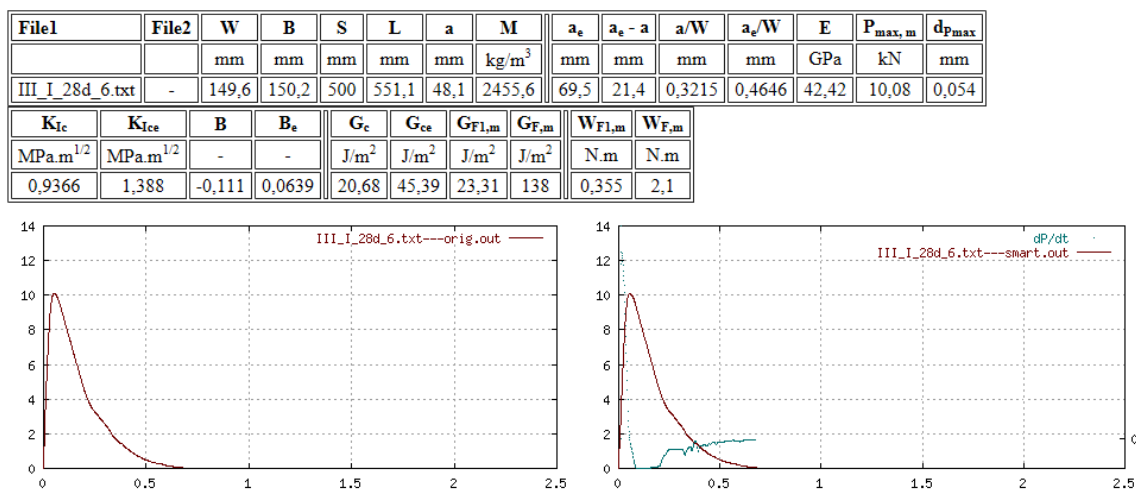 File1 File2 W B S L a M a_e a_e - a a/W a_e/W E P_max, m d_Pmax
mm mm mm mm mm kg/m^3 mm mm mm mm GPa kN mm
III_I_28d_6.txt - 149,6 150,2 500 551,1 48,1 2455,6 69,5 21,4 0,3215 0,4646 42,42 10,08 0,054
K_Ic K_Ice B B_e G_c G_ce G_F1,m G_F,m W_F1,m W_F,m
MPa.m^1/2 MPa.m^1/2 - - J/m^2 J/m^2 J/m^2 J/m^2 N.m N.m
0,9366 1,388 -0,111 0,0639 20,68 45,39 23,31 138 0,355 2,1
14
12
10
8
6
4
2
0
0 0.5 1 1.5 2 2.5
III_I_28d_6.txt---orig.out
14
12
10
8
6
4
2
0
0 0.5 1 1.5 2 2.5
dP/dt
III_I_28d_6.txt---smart.out